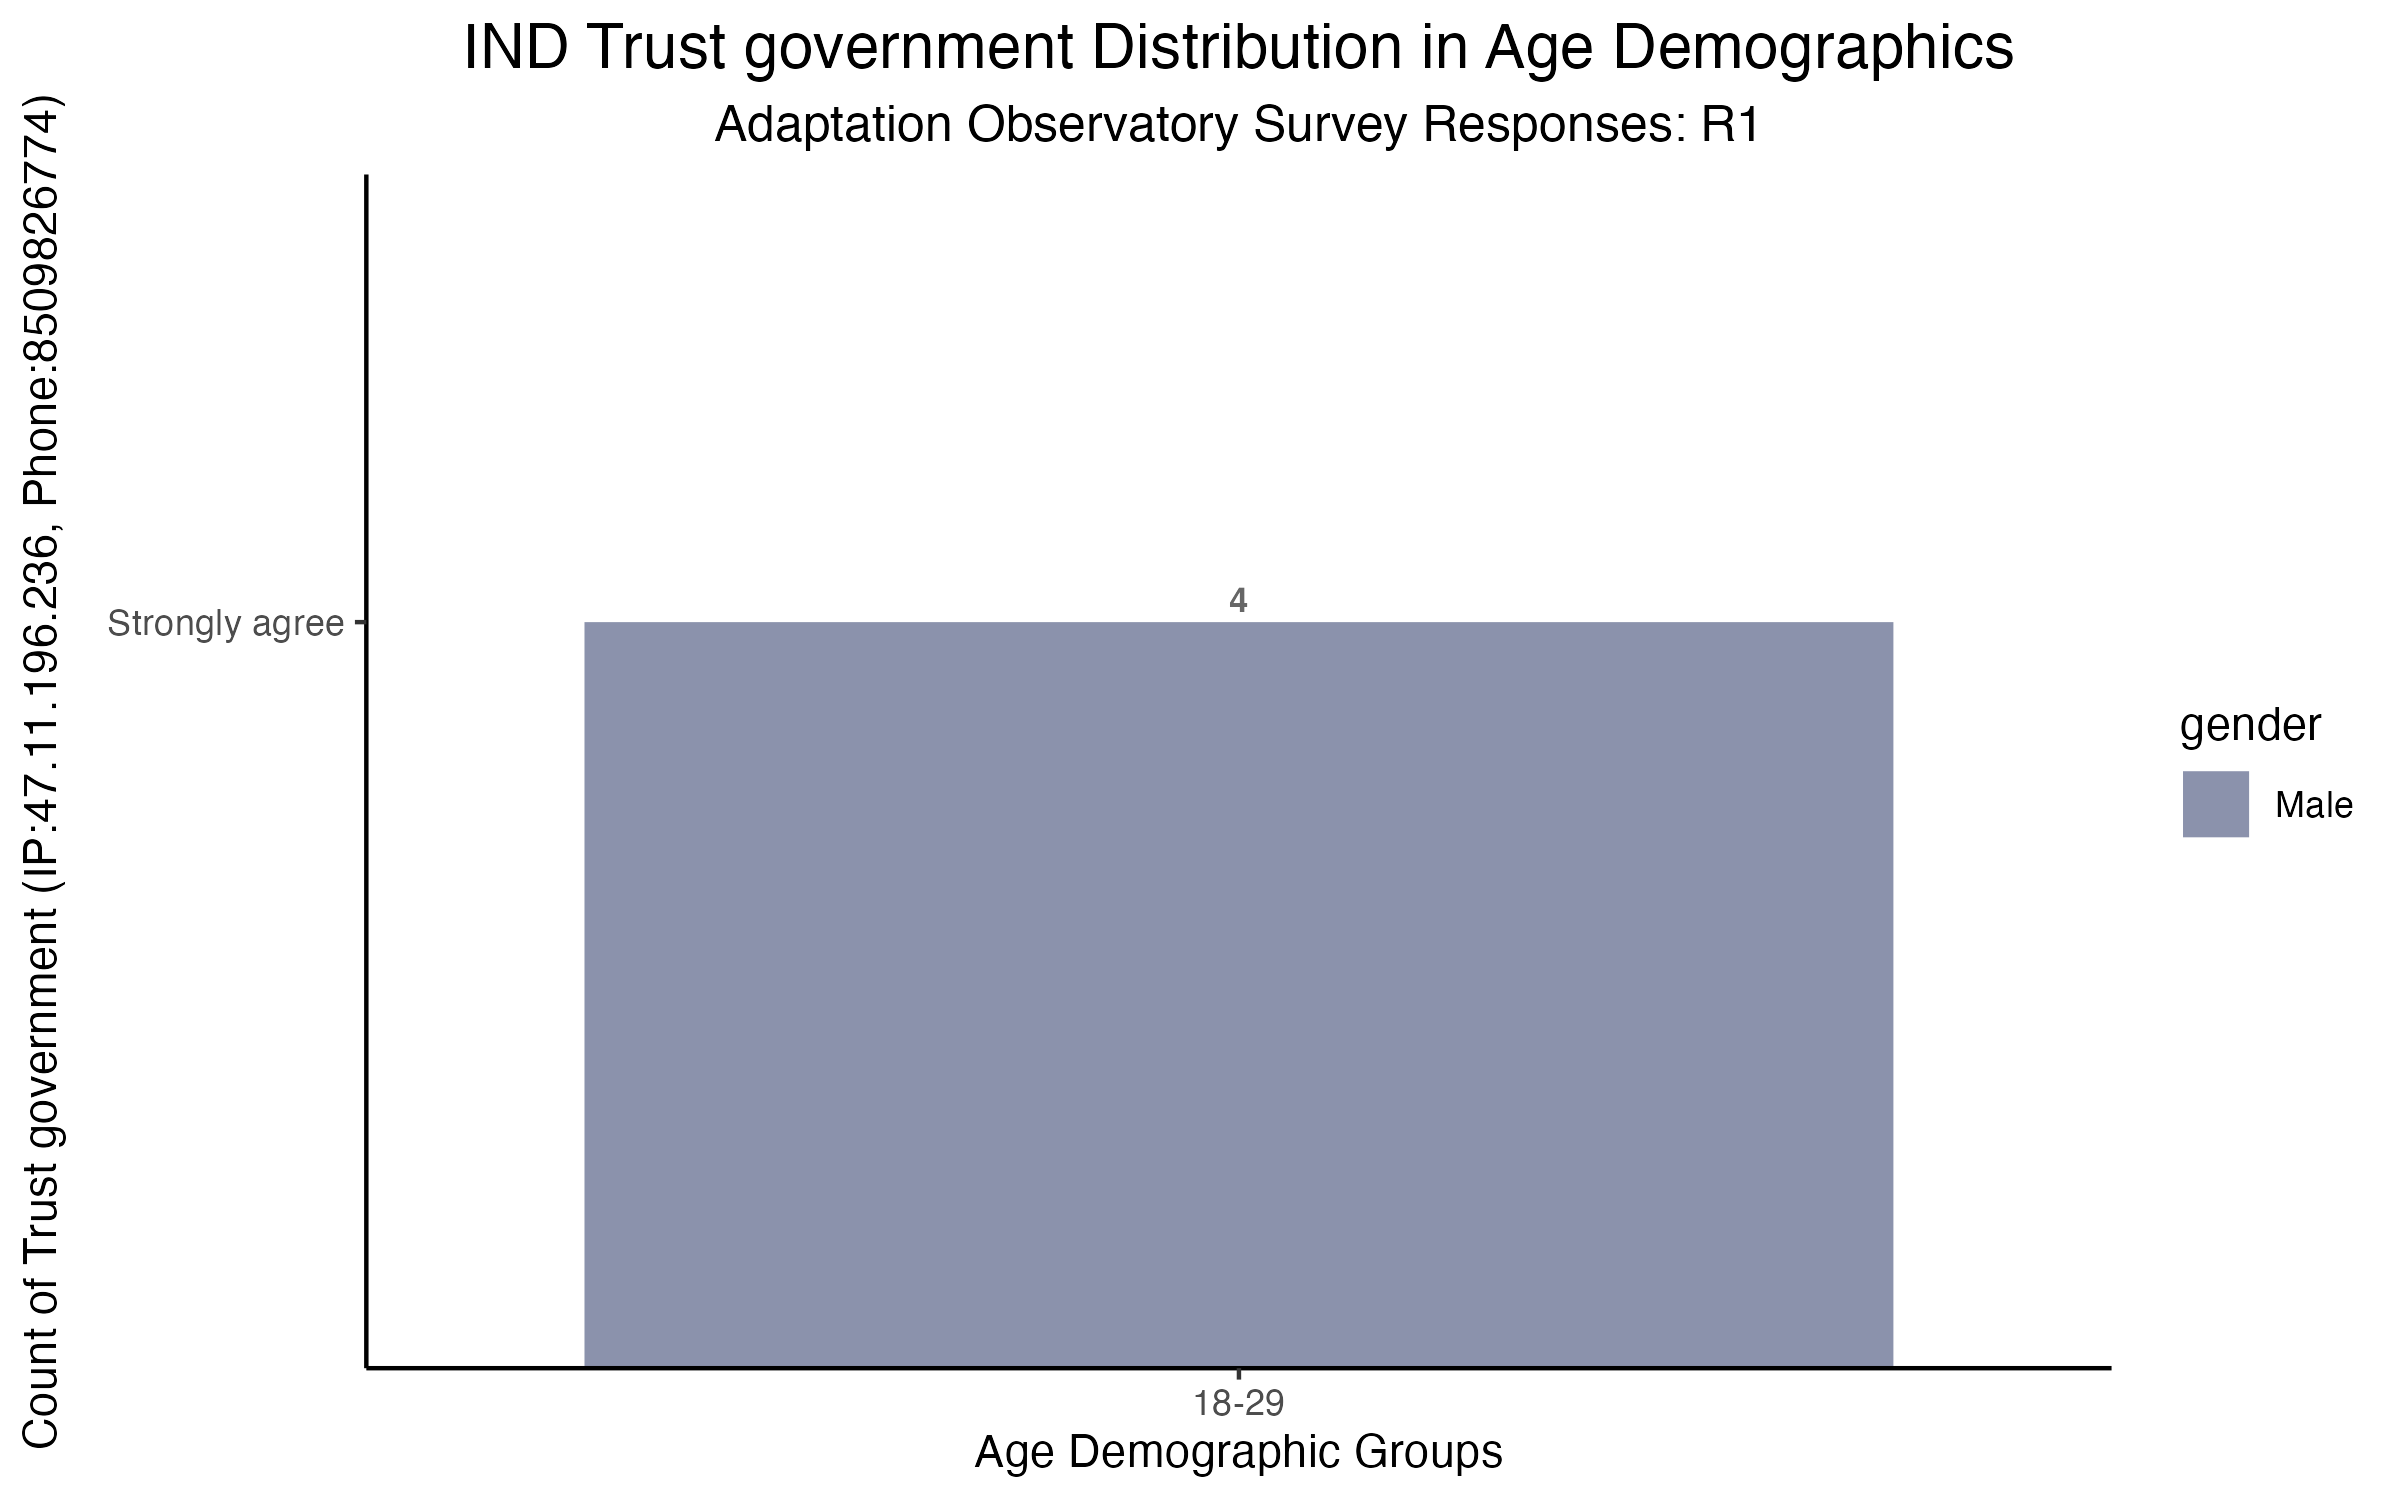 IND Trust government Distribution in Age Demographics
Adaptation Observatory Survey Responses: R1
Count of Trust government (IP:47.11.196.236, Phone:8509826774)
Strongly agree
4
18-29
Age Demographic Groups
gender
Male